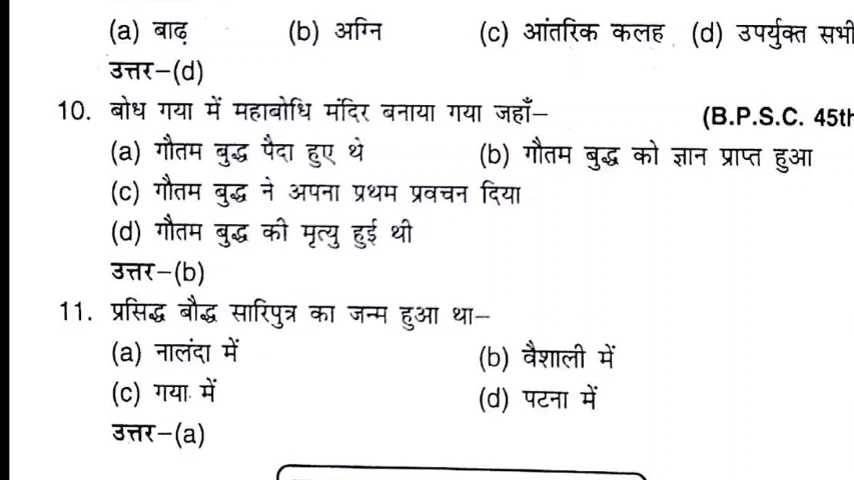 (a) बाढ़ (b) अग्नि (c) आंतरिक कलह (d) उपर्युक्त सभी
उत्तर–(d)
10. बोध गया में महाबोधि मंदिर बनाया गया जहाँ– (B.P.S.C. 45th
(a) गौतम बुद्ध पैदा हुए थे (b) गौतम बुद्ध को ज्ञान प्राप्त हुआ
(c) गौतम बुद्ध ने अपना प्रथम प्रवचन दिया
(d) गौतम बुद्ध की मृत्यु हुई थी
उत्तर–(b)
11. प्रसिद्ध बौद्ध सारिपुत्र का जन्म हुआ था–
(a) नालंदा में (b) वैशाली में
(c) गया में (d) पटना में
उत्तर–(a)